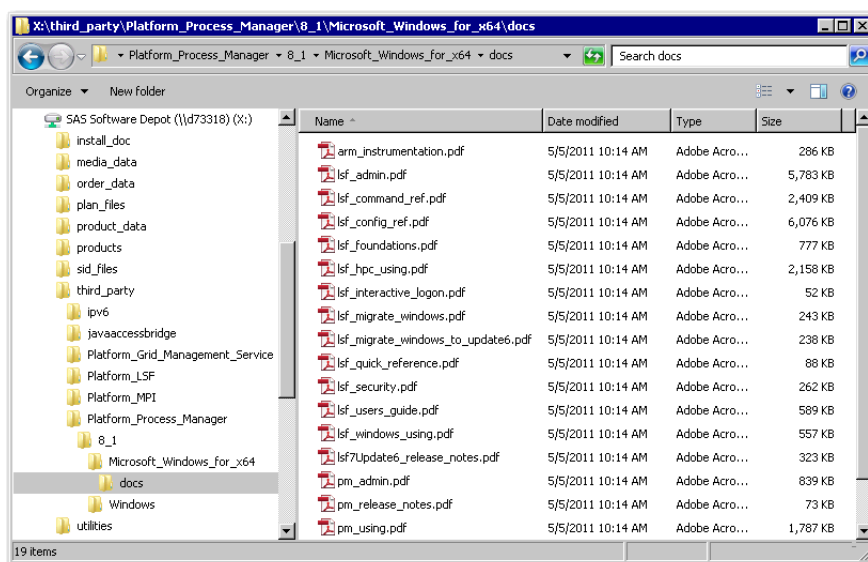 X:\third_party\Platform_Process_Manager\8_1\Microsoft_Windows_for_x64\docs
Platform_Process_Manager 8_1 Microsoft_Windows_for_x64 docs Search docs
Organize New folder
SAS Software Depot (\\d73318) (X:)
install_doc
media_data
order_data
plan_files
product_data
products
sid_files
third_party
ipv6
javaaccessbridge
Platform_Grid_Management_Service
Platform_LSF
Platform_MPI
Platform_Process_Manager
8_1
Microsoft_Windows_for_x64
docs
Windows
utilities
Name Date modified Type Size
arm_instrumentation.pdf 5/5/2011 10:14 AM Adobe Acro... 286 KB
lsf_admin.pdf 5/5/2011 10:14 AM Adobe Acro... 5,783 KB
lsf_command_ref.pdf 5/5/2011 10:14 AM Adobe Acro... 2,409 KB
lsf_config_ref.pdf 5/5/2011 10:14 AM Adobe Acro... 6,076 KB
lsf_foundations.pdf 5/5/2011 10:14 AM Adobe Acro... 777 KB
lsf_hpc_using.pdf 5/5/2011 10:14 AM Adobe Acro... 2,158 KB
lsf_interactive_logon.pdf 5/5/2011 10:14 AM Adobe Acro... 52 KB
lsf_migrate_windows.pdf 5/5/2011 10:14 AM Adobe Acro... 243 KB
lsf_migrate_windows_to_update6.pdf 5/5/2011 10:14 AM Adobe Acro... 238 KB
lsf_quick_reference.pdf 5/5/2011 10:14 AM Adobe Acro... 88 KB
lsf_security.pdf 5/5/2011 10:14 AM Adobe Acro... 262 KB
lsf_users_guide.pdf 5/5/2011 10:14 AM Adobe Acro... 589 KB
lsf_windows_using.pdf 5/5/2011 10:14 AM Adobe Acro... 557 KB
lsf7Update6_release_notes.pdf 5/5/2011 10:14 AM Adobe Acro... 323 KB
pm_admin.pdf 5/5/2011 10:14 AM Adobe Acro... 839 KB
pm_release_notes.pdf 5/5/2011 10:14 AM Adobe Acro... 73 KB
pm_using.pdf 5/5/2011 10:14 AM Adobe Acro... 1,787 KB
19 items